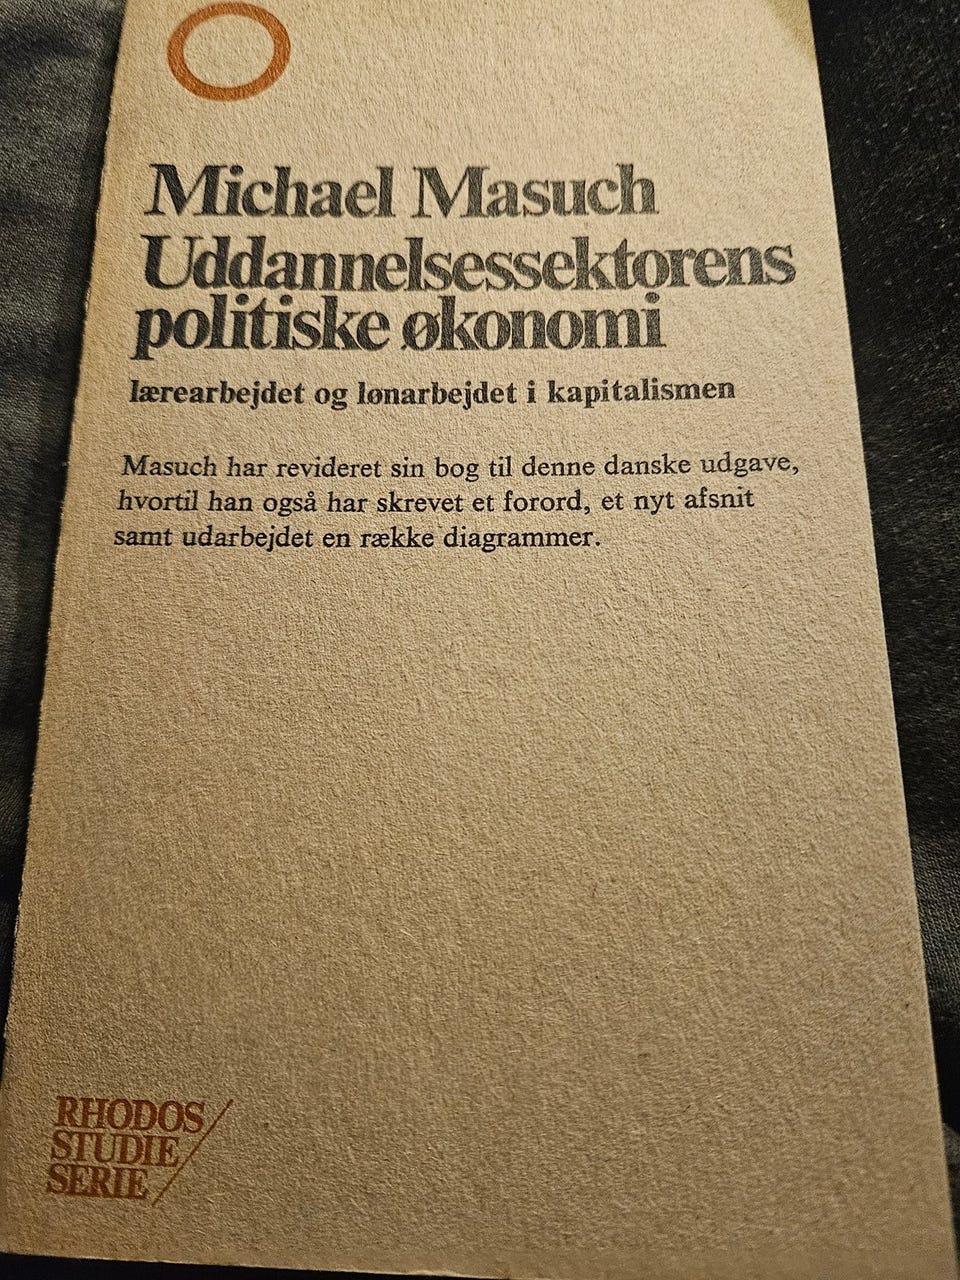 Michael Masuch
Uddannelsessektorens
politiske økonomi
lærearbejdet og lønarbejdet i kapitalismen
Masuch har revideret sin bog til denne danske udgave,
hvortil han også har skrevet et forord, et nyt afsnit
samt udarbejdet en række diagrammer.
RHODOS
STUDIE
SERIE